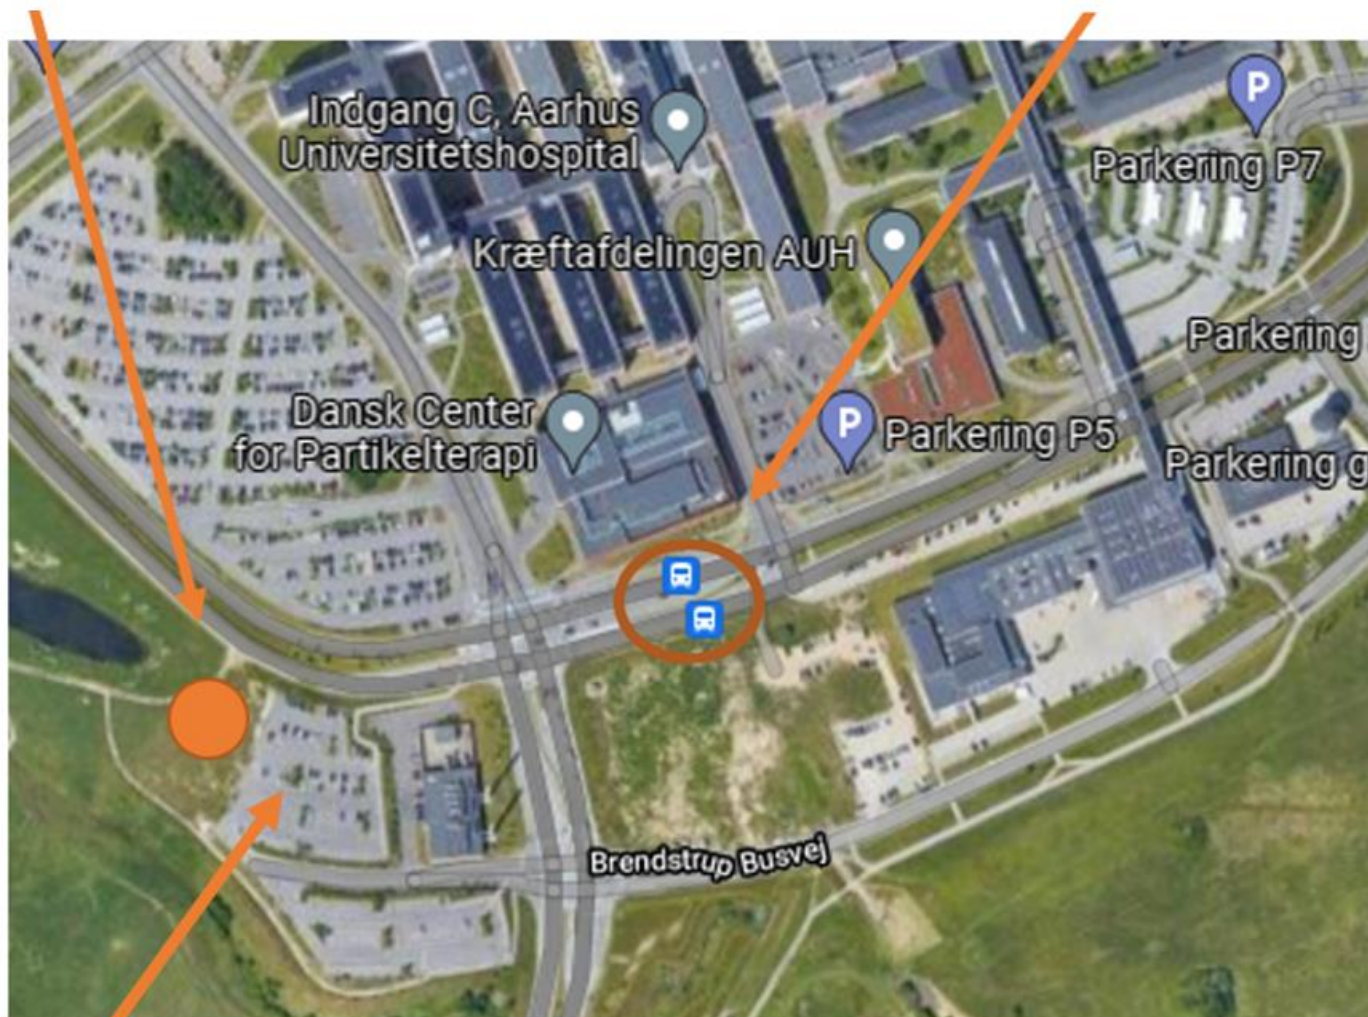 P
Indgang C, Aarhus
Universitetshospital
Parkering P7
Kræftafdelingen AUH
Parkering
Dansk Center
for Partikelterapi
P
Parkering P5
Parkering g
Brendstrup Busvej